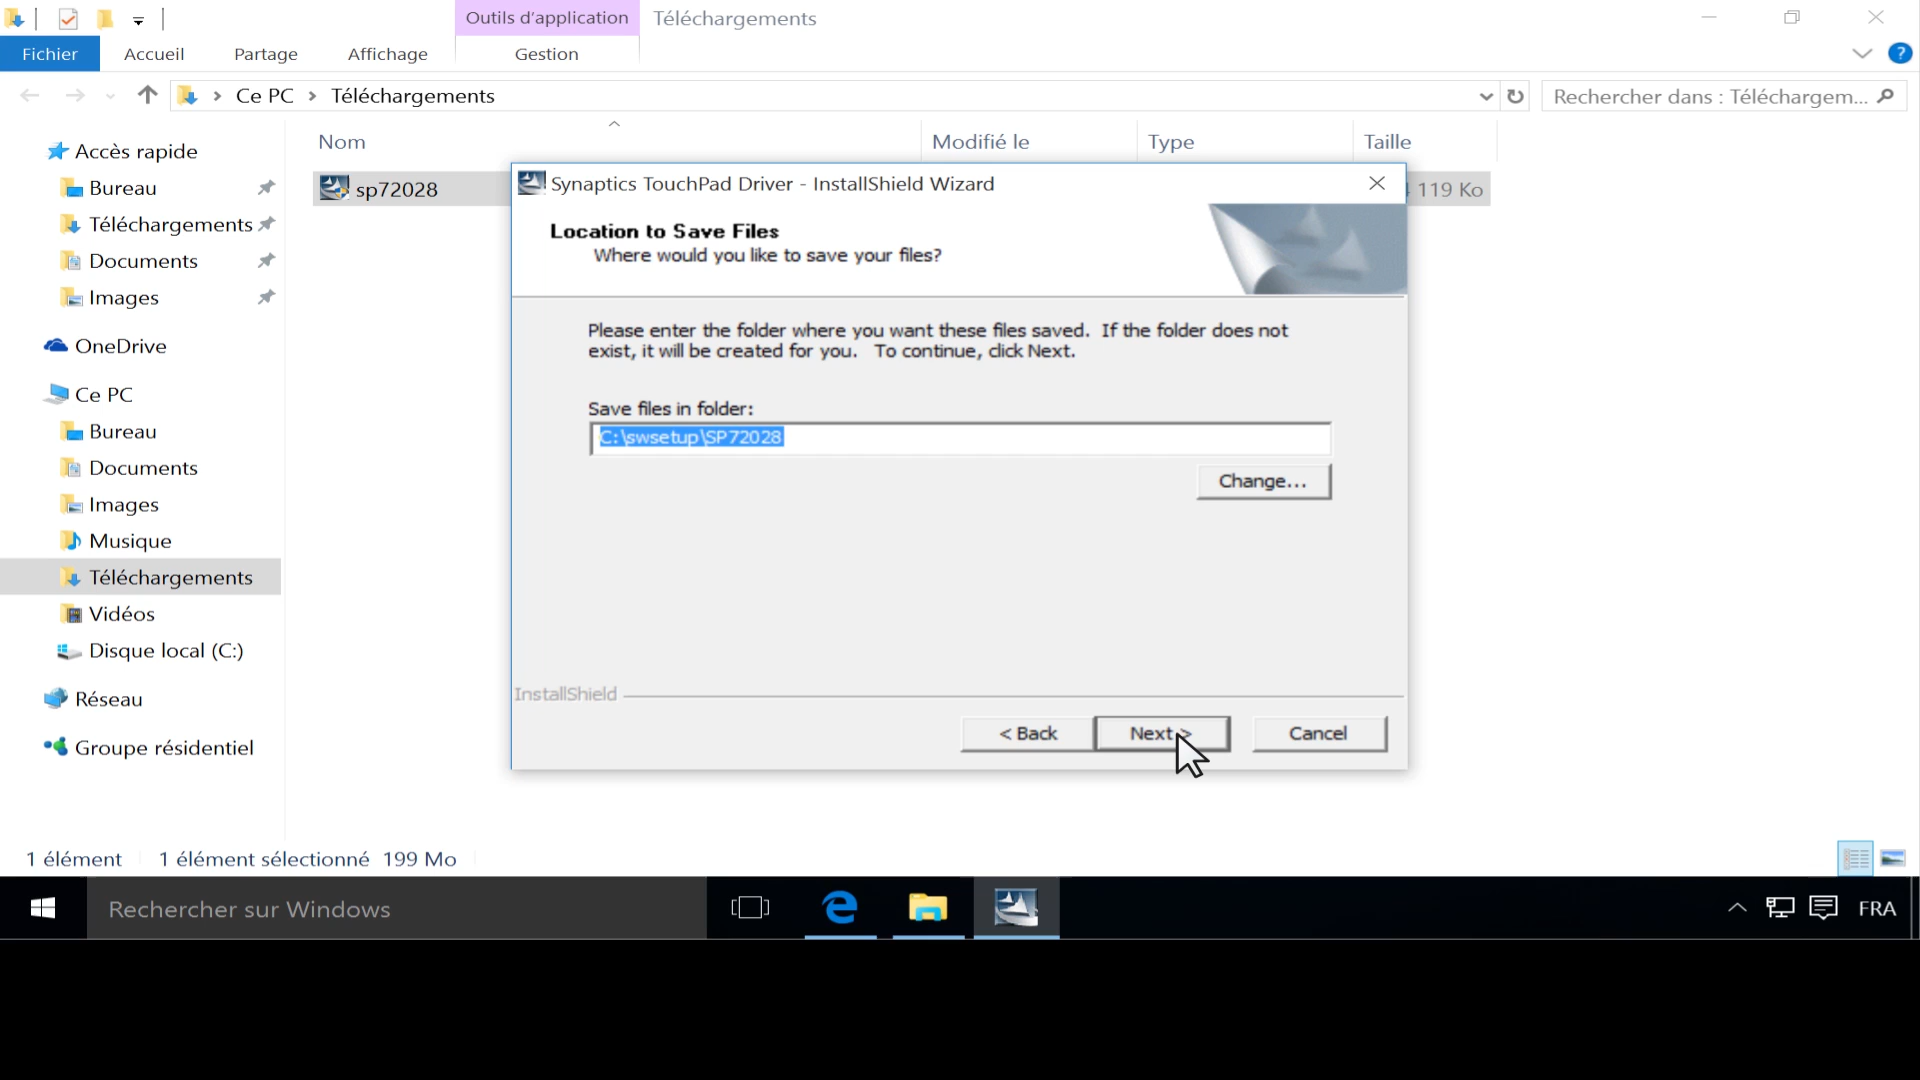 Outils d'application
Téléchargements
Fichier
Accueil
Partage
Affichage
Gestion
?
Ce PC
Téléchargements
Rechercher dans : Téléchargem...
Accès rapide
Bureau
Téléchargements
Documents
Images
OneDrive
Ce PC
Bureau
Documents
Images
Musique
Téléchargements
Vidéos
Disque local (C:)
Réseau
Groupe résidentiel
Nom
Modifié le
Type
Taille
sp72028
119 Ko
Synaptics TouchPad Driver - InstallShield Wizard
Location to Save Files
Where would you like to save your files?
Please enter the folder where you want these files saved. If the folder does not
exist, it will be created for you. To continue, click Next.
Save files in folder:
C:\swsetup\SP72028
Change...
InstallShield
< Back
Next >
Cancel
1 élément
1 élément sélectionné 199 Mo
Rechercher sur Windows
FRA